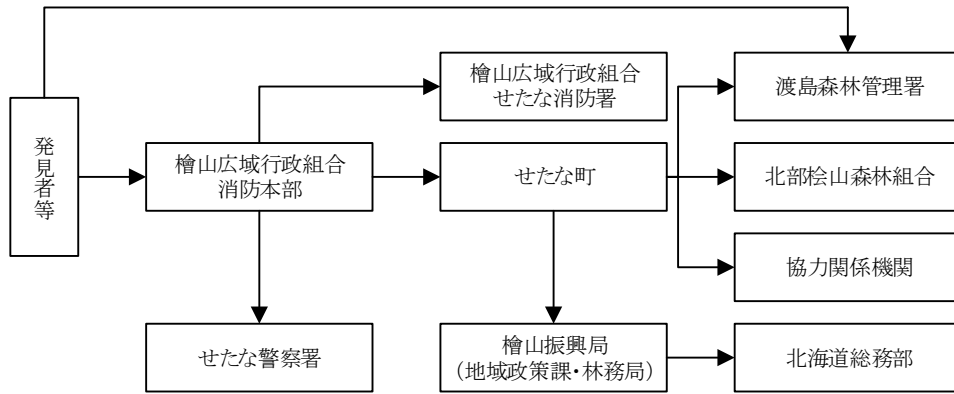 発見者等
檜山広域行政組合
消防本部
檜山広域行政組合
せたな消防署
せたな町
せたな警察署
檜山振興局
（地域政策課・林務局）
渡島森林管理署
北部桧山森林組合
協力関係機関
北海道総務部